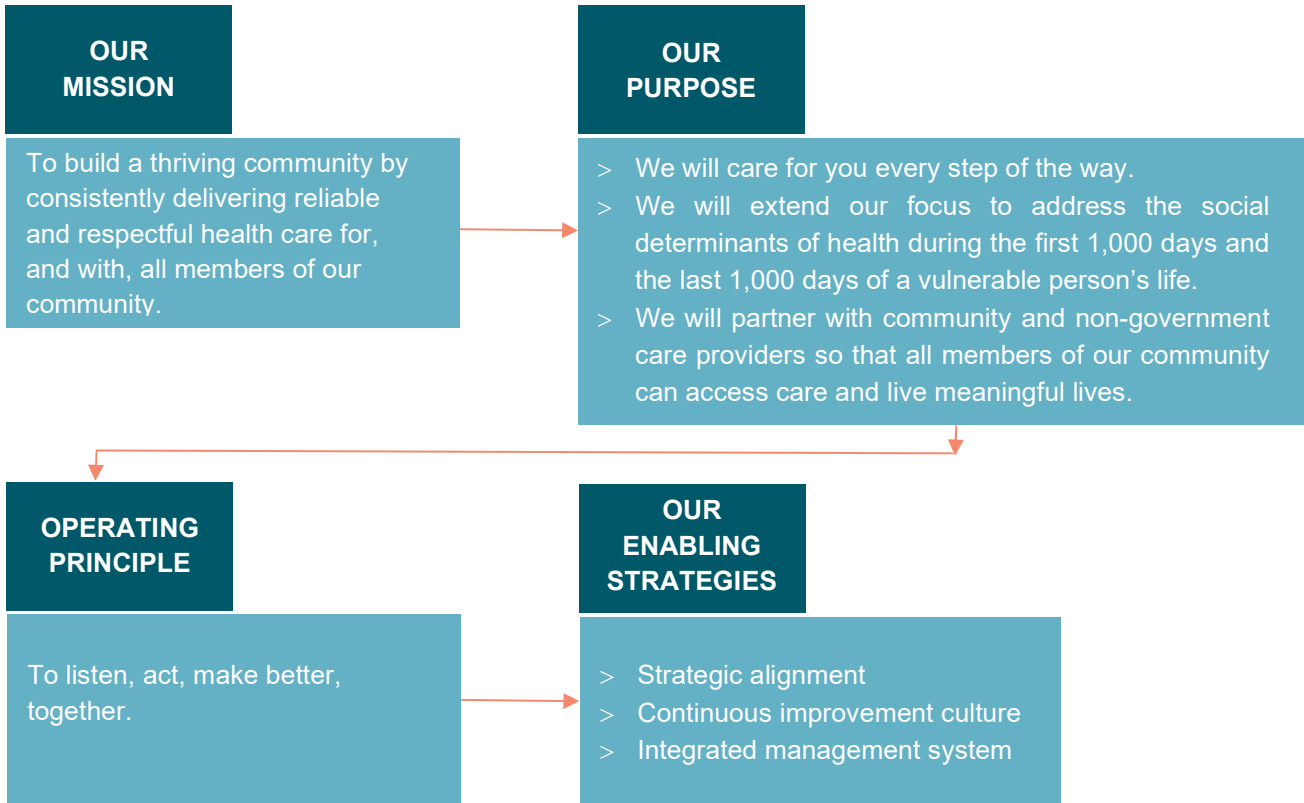 OUR
MISSION
To build a thriving community by
consistently delivering reliable
and respectful health care for,
and with, all members of our
community.
OUR
PURPOSE
> We will care for you every step of the way.
> We will extend our focus to address the social
determinants of health during the first 1,000 days and
the last 1,000 days of a vulnerable person’s life.
> We will partner with community and non-government
care providers so that all members of our community
can access care and live meaningful lives.
OPERATING
PRINCIPLE
To listen, act, make better,
together.
OUR
ENABLING
STRATEGIES
> Strategic alignment
> Continuous improvement culture
> Integrated management system